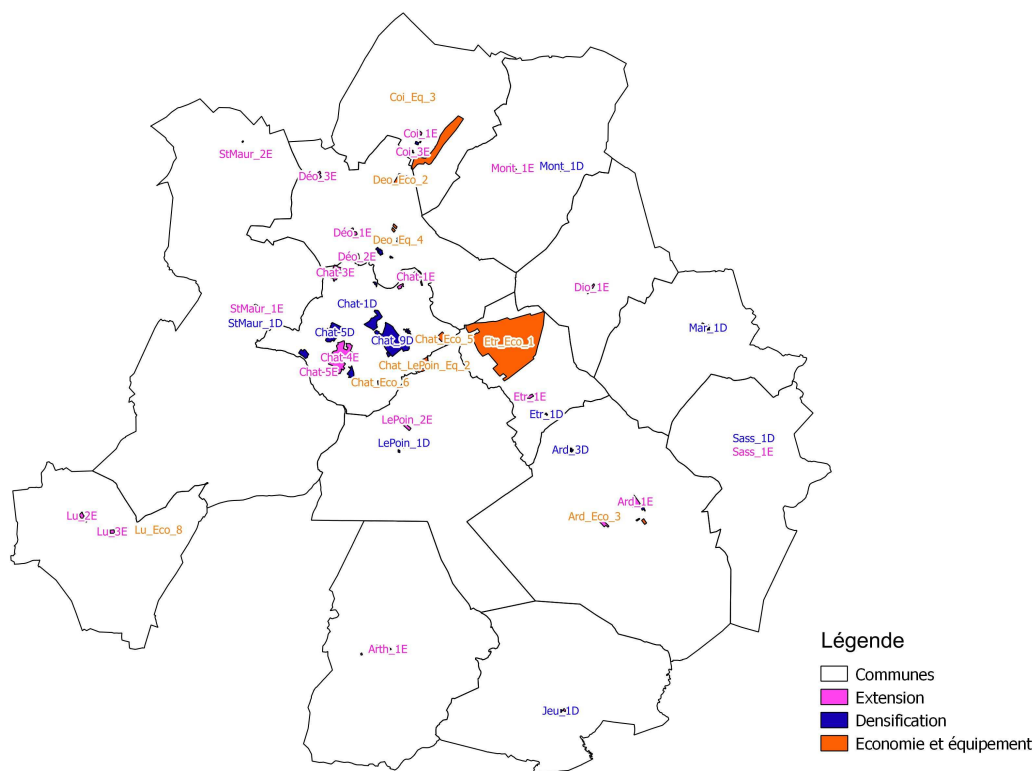 Coi_Eq_3
Coi_1E
Coi_3E
StMaur_2E
Déo_3E
Deo_Eco_2
Mont_1E
Mont_1D
Déo_1E
Deo_Eq_4
Déo_2E
Chat-3E
Chat-1E
Dio_1E
Chat-1D
StMaur_1E
StMaur_1D
Chat-5D
Chat_9D
Chat_Eco_5
Etr_Eco_1
Mar_1D
Chat-4E
Chat_LePoin_Eq_2
Chat-5E
Chat_Eco_6
Etr_1E
Etr_1D
LePoin_2E
LePoin_1D
Ard_3D
Sass_1D
Sass_1E
Ard_1E
Ard_Eco_3
Lu_2E
Lu_3E
Lu_Eco_8
Arth_1E
Jeu_1D
Légende
Communes
Extension
Densification
Economie et équipement